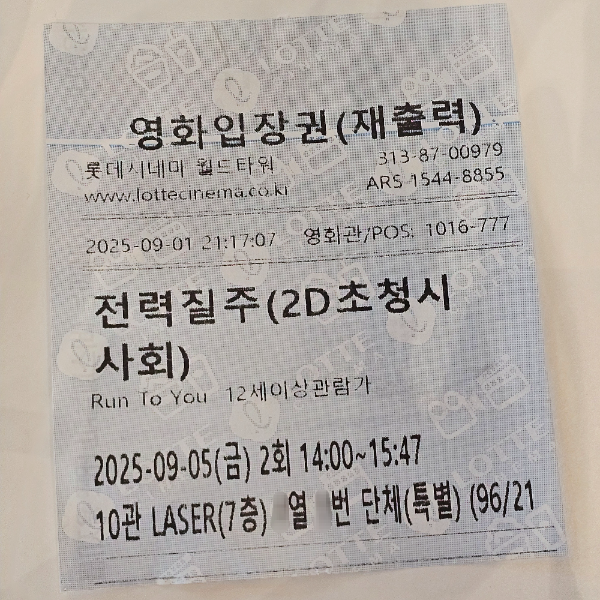 영화입장권(재출력)
롯데시네마 월드타워 313-87-00979
www.lottecinema.co.kr ARS 1544-8855
2025-09-01 21:17:07 영화관/POS: 1016-777
전력질주(2D초청시
사회)
Run To You 12세이상관람가
2025-09-05(금) 2회 14:00~15:47
10관 LASER(7층) 열 번 단체(특별) (96/21